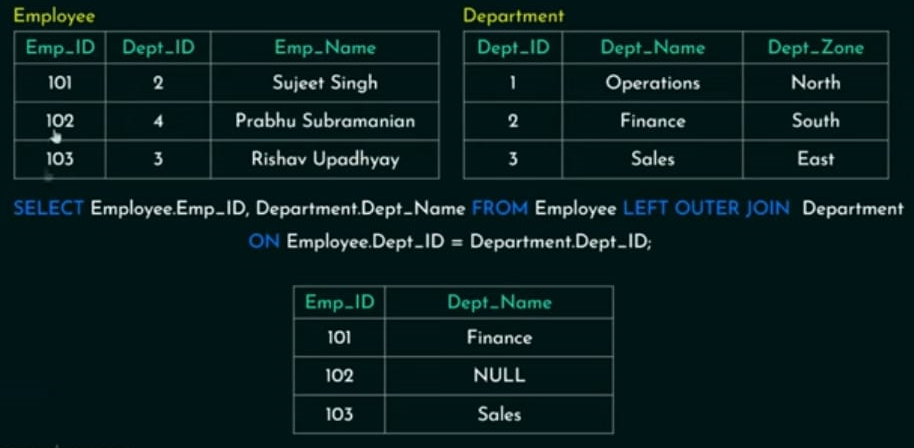 Employee
Department
Emp_ID Dept_ID Emp_Name
Dept_ID Dept_Name Dept_Zone
101 2 Sujeet Singh
1 Operations North
102 4 Prabhu Subramanian
2 Finance South
103 3 Rishav Upadhyay
3 Sales East
SELECT Employee.Emp_ID, Department.Dept_Name FROM Employee LEFT OUTER JOIN Department
ON Employee.Dept_ID = Department.Dept_ID;
Emp_ID Dept_Name
101 Finance
102 NULL
103 Sales